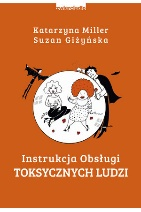 Katarzyna Miller
Suzan Giżyńska
Instrukcja Obsługi
TOKSYCZNYCH LUDZI